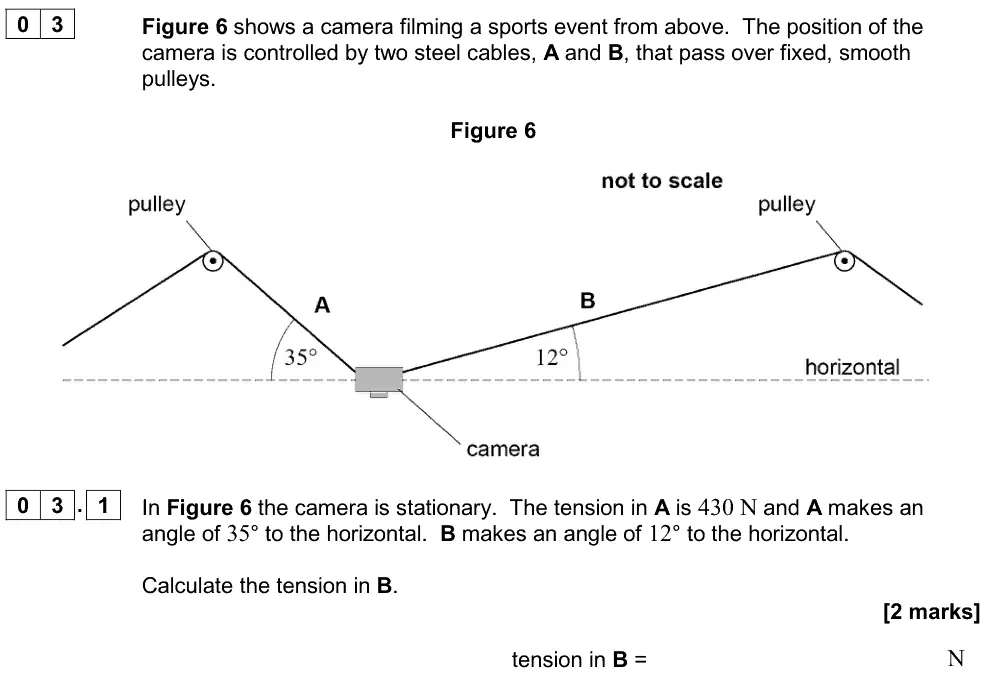 0 3
Figure 6 shows a camera filming a sports event from above. The position of the
camera is controlled by two steel cables, A and B, that pass over fixed, smooth
pulleys.
Figure 6
not to scale
pulley
pulley
A
B
35°
12°
horizontal
camera
0 3 . 1
In Figure 6 the camera is stationary. The tension in A is 430 N and A makes an
angle of 35° to the horizontal. B makes an angle of 12° to the horizontal.
Calculate the tension in B.
[2 marks]
tension in B = N